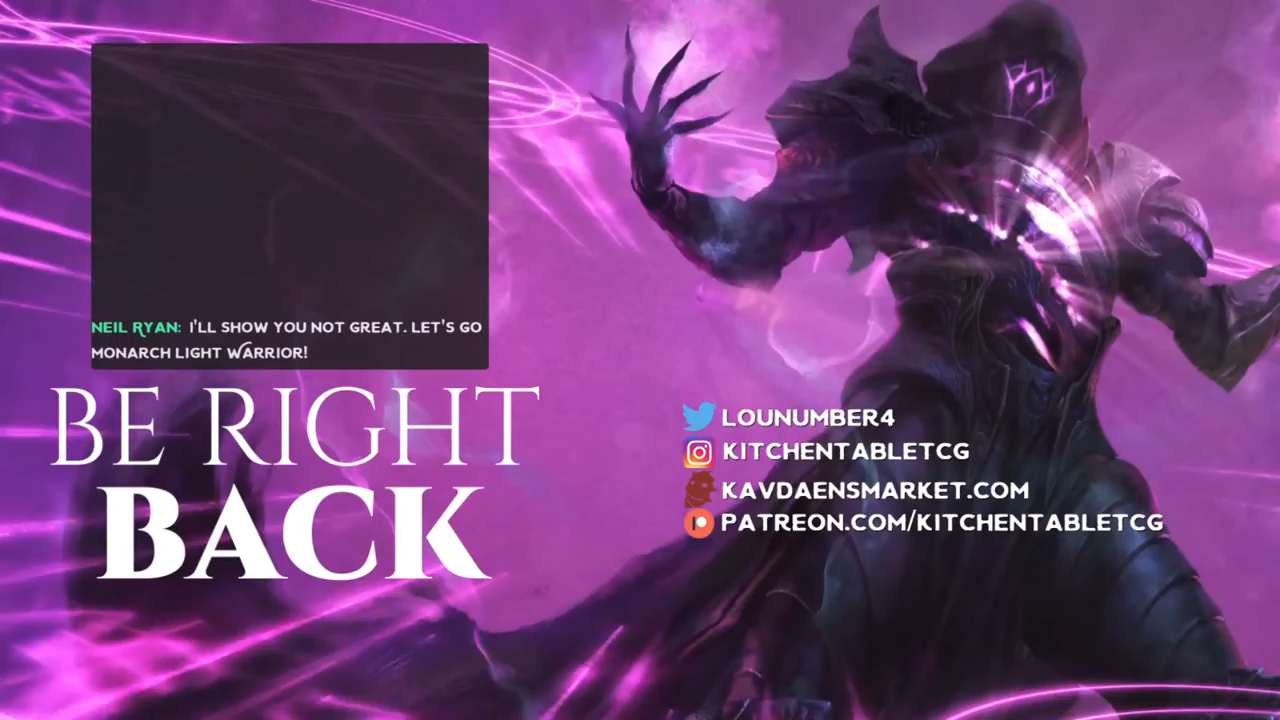 NEIL RYAN: I'LL SHOW YOU NOT GREAT. LET'S GO
MONARCH LIGHT WARRIOR!
BE RIGHT
BACK
LOUNUMBER4
KITCHENTABLETCG
KAVDAENSMARKET.COM
PATREON.COM/KITCHENTABLETCG